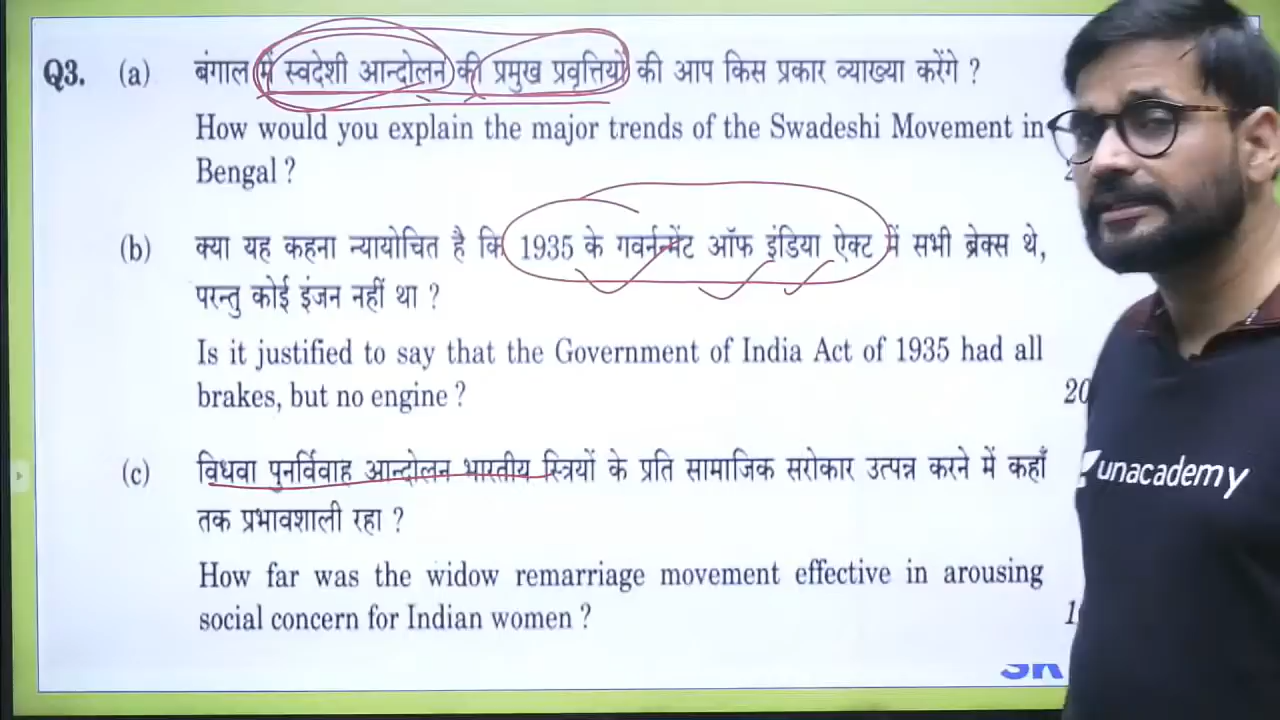 Q3. (a) बंगाल में स्वदेशी आन्दोलन की प्रमुख प्रवृत्तियों की आप किस प्रकार व्याख्या करेंगे ?
How would you explain the major trends of the Swadeshi Movement in
Bengal ?
(b) क्या यह कहना न्यायोचित है कि 1935 के गवर्नमेंट ऑफ इंडिया ऐक्ट में सभी ब्रेक्स थे,
परन्तु कोई इंजन नहीं था ?
Is it justified to say that the Government of India Act of 1935 had all
brakes, but no engine ? 20
(c) विधवा पुनर्विवाह आन्दोलन भारतीय स्त्रियों के प्रति सामाजिक सरोकार उत्पन्न करने में कहाँ
तक प्रभावशाली रहा ?
How far was the widow remarriage movement effective in arousing
social concern for Indian women ?
unacademy